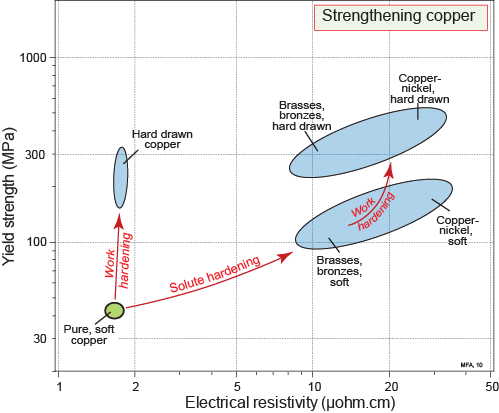 Strengthening copper
Yield strength (MPa)
1000
300
100
30
Copper-
nickel,
hard drawn
Brasses,
bronzes,
hard drawn
Hard drawn
copper
Work
hardening
Work
hardening
Copper-
nickel,
soft
Brasses,
bronzes,
soft
Solute hardening
Pure, soft
copper
MFA, 10
1 2 5 10 20 50
Electrical resistivity (µohm.cm)